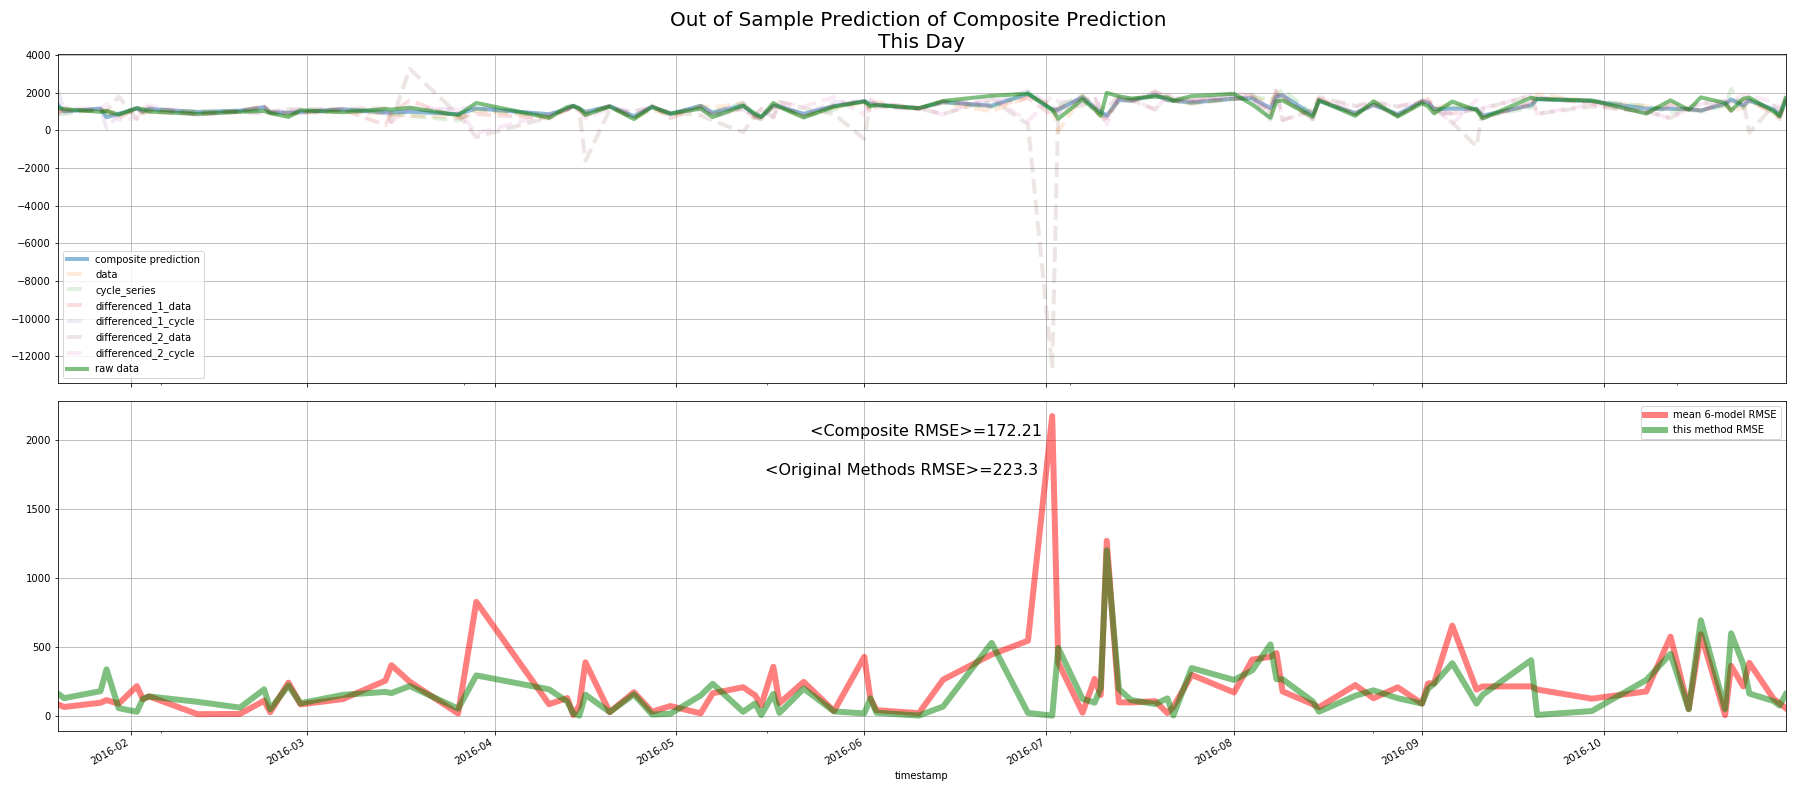 Out of Sample Prediction of Composite Prediction
This Day
4000
2000
0
−2000
−4000
−6000
−8000
−10000
−12000
composite prediction
data
cycle_series
differenced_1_data
differenced_1_cycle
differenced_2_data
differenced_2_cycle
raw data
2000
1500
1000
500
0
<Composite RMSE>=172.21
<Original Methods RMSE>=223.3
mean 6-model RMSE
this method RMSE
2016-02
2016-03
2016-04
2016-05
2016-06
2016-07
2016-08
2016-09
2016-10
timestamp